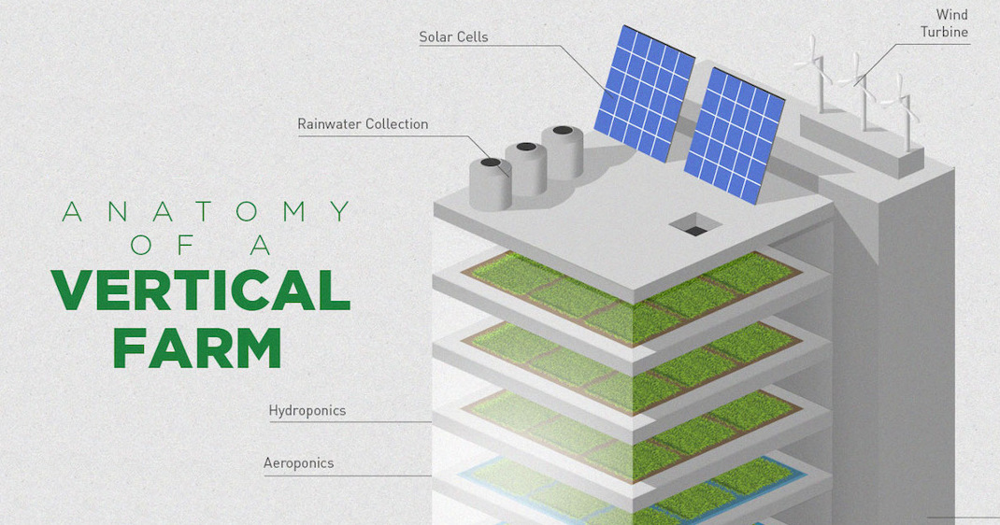 Wind
Turbine
Solar Cells
Rainwater Collection
ANATOMY
OF A
VERTICAL
FARM
Hydroponics
Aeroponics